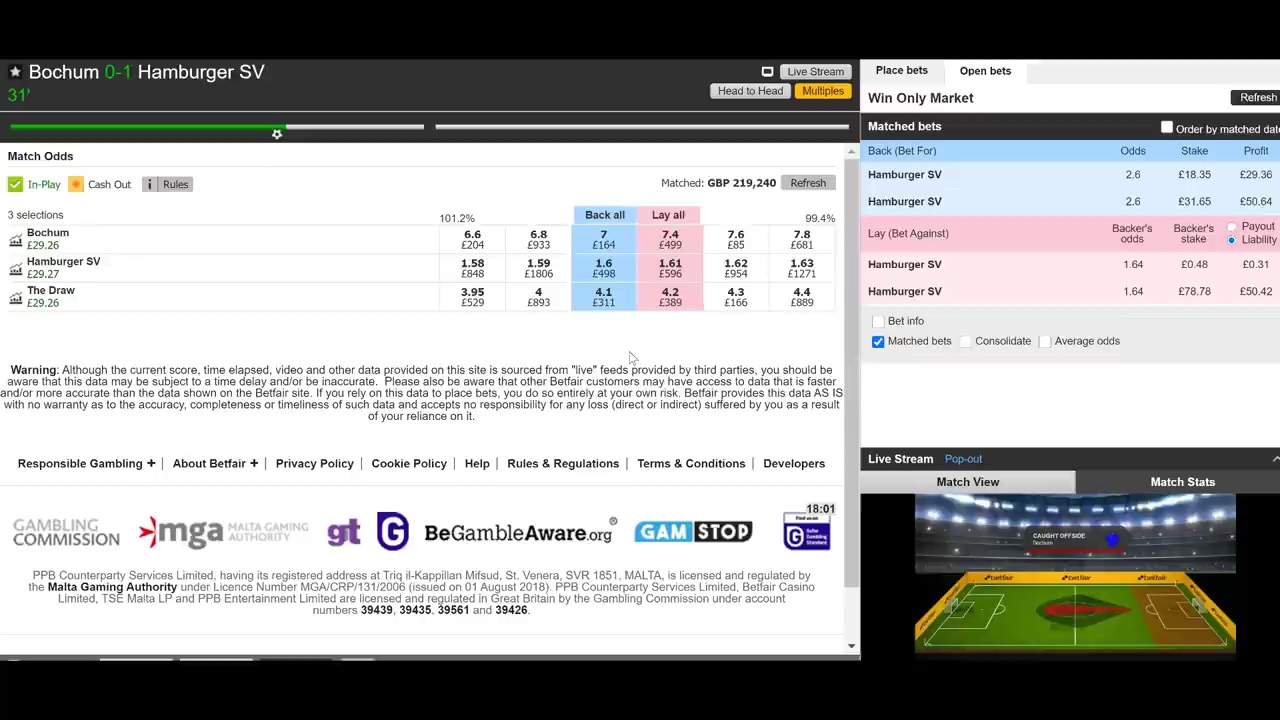 Bochum 0-1 Hamburger SV
31'
Live Stream
Head to Head
Multiples
Match Odds
In-Play Cash Out i Rules
Matched: GBP 219,240 Refresh
3 selections 101.2% Back all Lay all 99.4%
Bochum 6.6 6.8 7 7.4 7.6 7.8
£29.26 £204 £933 £164 £499 £85 £681
Hamburger SV 1.58 1.59 1.6 1.61 1.62 1.63
£29.27 £848 £1806 £498 £596 £954 £1271
The Draw 3.95 4 4.1 4.2 4.3 4.4
£29.26 £529 £893 £311 £389 £166 £889
Warning: Although the current score, time elapsed, video and other data provided on this site is sourced from "live" feeds provided by third parties, you should be
aware that this data may be subject to a time delay and/or be inaccurate. Please also be aware that other Betfair customers may have access to data that is faster
and/or more accurate than the data shown on the Betfair site. If you rely on this data to place bets, you do so entirely at your own risk. Betfair provides this data AS IS
with no warranty as to the accuracy, completeness or timeliness of such data and accepts no responsibility for any loss (direct or indirect) suffered by you as a result
of your reliance on it.
Responsible Gambling + | About Betfair + | Privacy Policy | Cookie Policy | Help | Rules & Regulations | Terms & Conditions | Developers
GAMBLING
COMMISSION
mga MALTA GAMING
AUTHORITY
gt
G
BeGambleAware.org®
GAMSTOP
18:01
G Safer
Gambling
Standard
PPB Counterparty Services Limited, having its registered address at Triq il-Kappillan Mifsud, St. Venera, SVR 1851, MALTA, is licensed and regulated by
the Malta Gaming Authority under Licence Number MGA/CRP/131/2006 (issued on 01 August 2018). PPB Counterparty Services Limited, Betfair Casino
Limited, TSE Malta LP and PPB Entertainment Limited are licensed and regulated in Great Britain by the Gambling Commission under account
numbers 39439, 39435, 39561 and 39426.
Place bets Open bets
Win Only Market Refresh
Matched bets Order by matched date
Back (Bet For) Odds Stake Profit
Hamburger SV 2.6 £18.35 £29.36
Hamburger SV 2.6 £31.65 £50.64
Lay (Bet Against) Backer's odds Backer's stake Payout Liability
Hamburger SV 1.64 £0.48 £0.31
Hamburger SV 1.64 £78.78 £50.42
Bet info
Matched bets Consolidate Average odds
Live Stream Pop-out
Match View Match Stats
CAUGHT OFFSIDE
Bochum
betfair betfair betfair